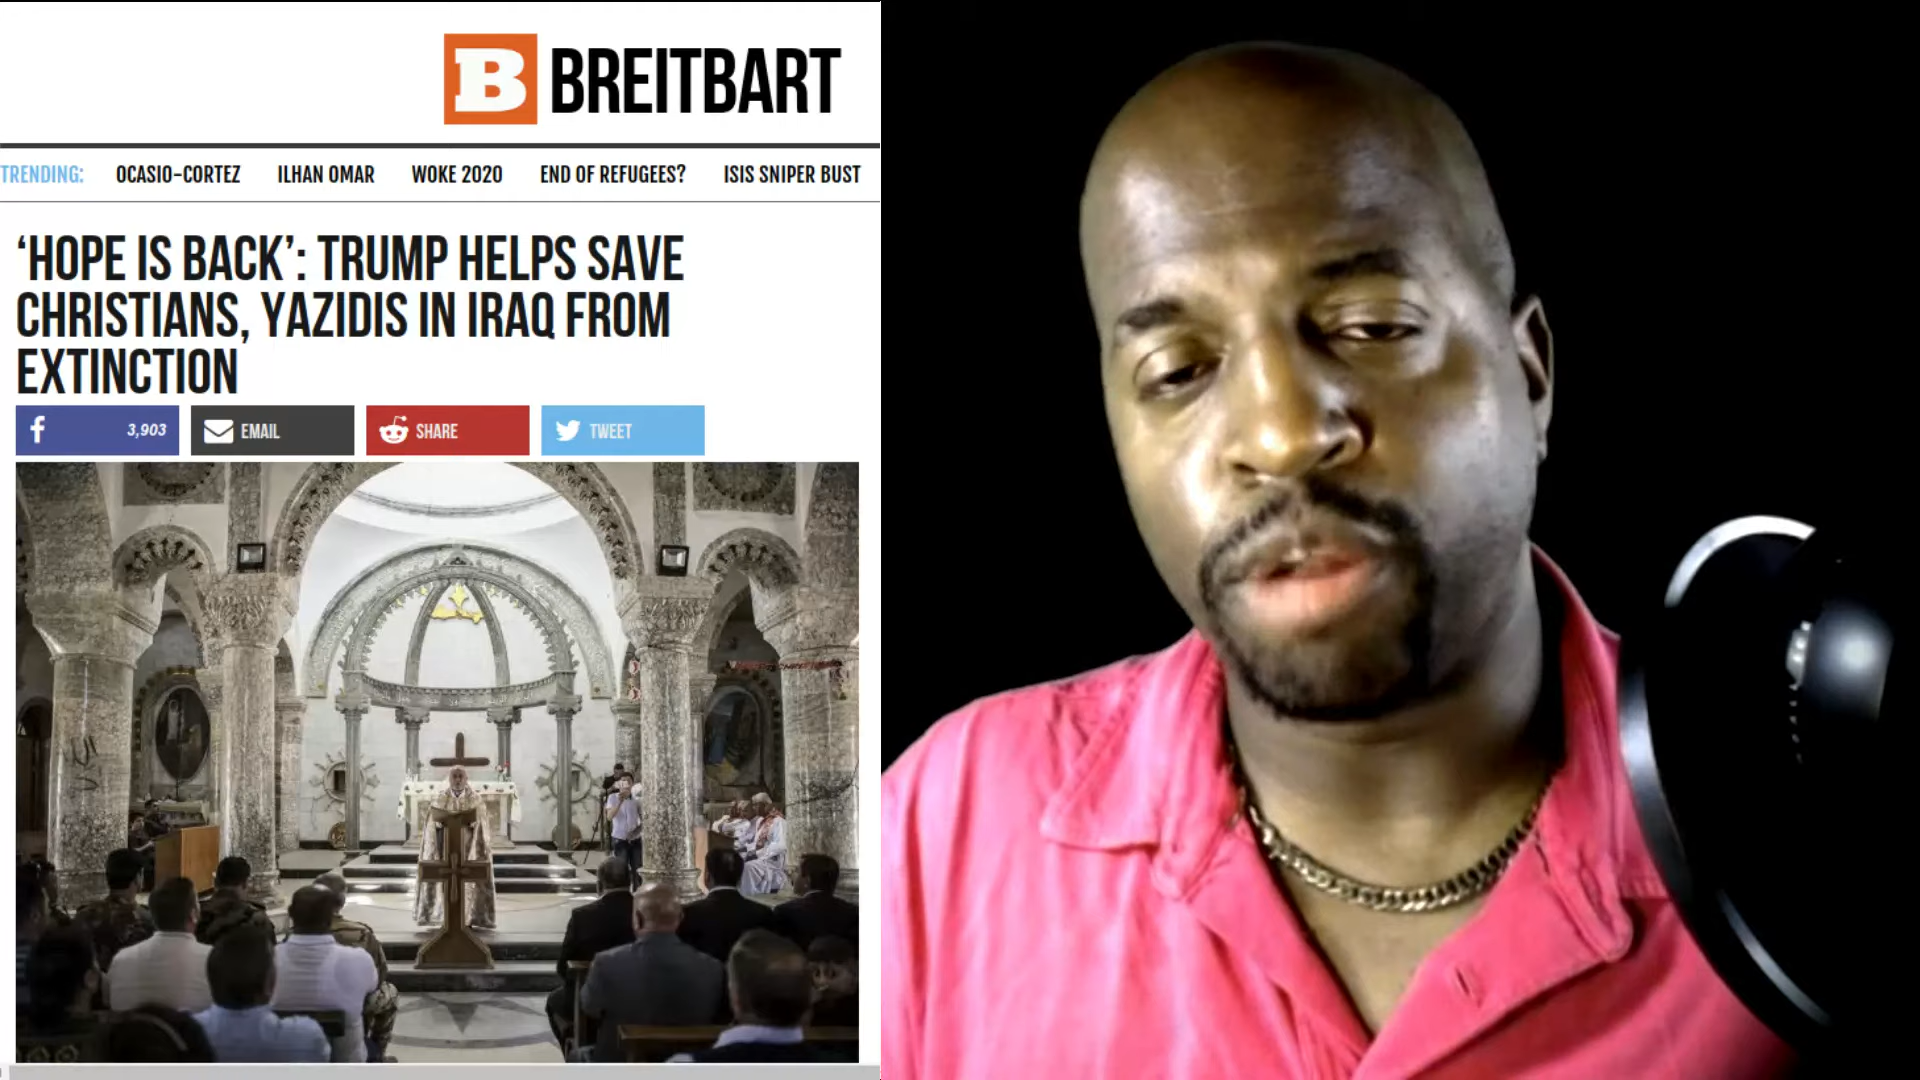 B BREITBART
TRENDING: OCASIO-CORTEZ ILHAN OMAR WOKE 2020 END OF REFUGEES? ISIS SNIPER BUST
‘HOPE IS BACK’: TRUMP HELPS SAVE
CHRISTIANS, YAZIDIS IN IRAQ FROM
EXTINCTION
f 3,903 EMAIL SHARE TWEET